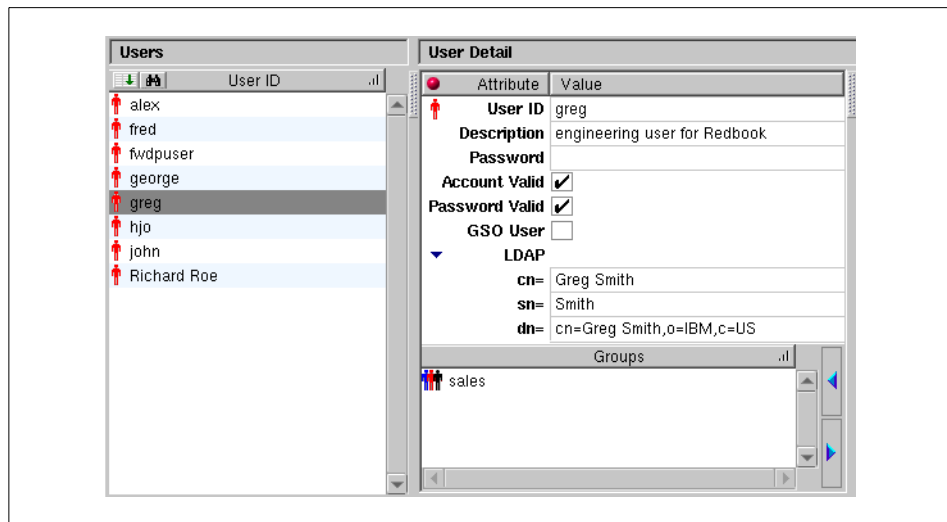 Users
User ID
alex
fred
fwdpuser
george
greg
hjo
john
Richard Roe
User Detail
Attribute Value
User ID greg
Description engineering user for Redbook
Password
Account Valid
Password Valid
GSO User
LDAP
cn= Greg Smith
sn= Smith
dn= cn=Greg Smith,o=IBM,c=US
Groups
sales